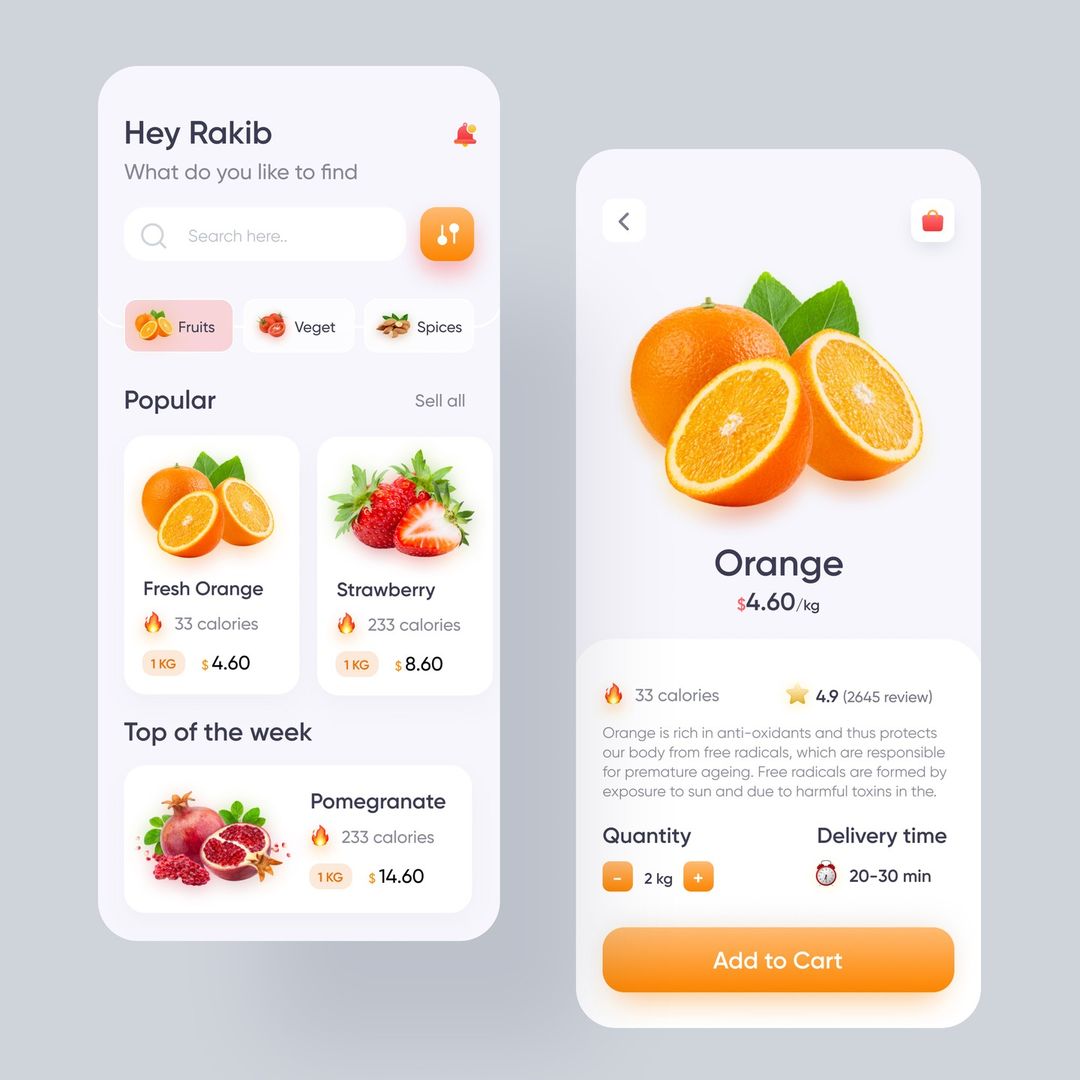 Hey Rakib
What do you like to find
Search here..
Fruits
Veget
Spices
Popular
Sell all
Fresh Orange
33 calories
1 KG $ 4.60
Strawberry
233 calories
1 KG $ 8.60
Top of the week
Pomegranate
233 calories
1 KG $ 14.60
Orange
$4.60/kg
33 calories
4.9 (2645 review)
Orange is rich in anti-oxidants and thus protects
our body from free radicals, which are responsible
for premature ageing. Free radicals are formed by
exposure to sun and due to harmful toxins in the.
Quantity
- 2 kg +
Delivery time
20-30 min
Add to Cart